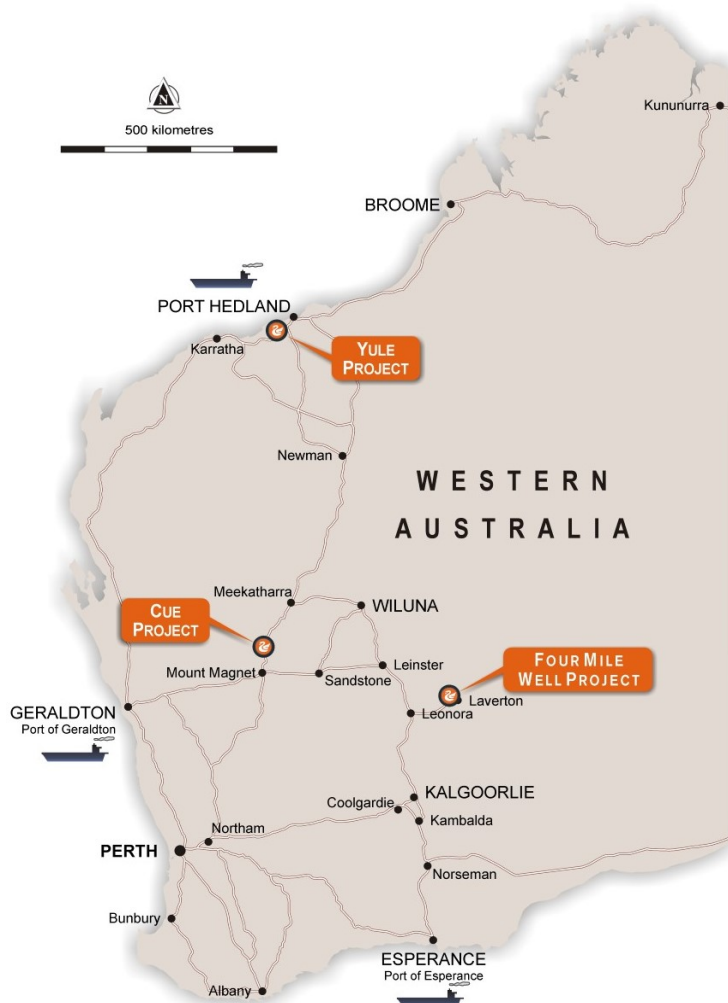 N
500 kilometres
Kununurra
BROOME
PORT HEDLAND
Karratha
YULE
PROJECT
Newman
WESTERN
AUSTRALIA
Meekatharra
CUE
PROJECT
WILUNA
Mount Magnet
Sandstone
Leinster
FOUR MILE
WELL PROJECT
Laverton
Leonora
GERALDTON
Port of Geraldton
KALGOORLIE
Coolgardie
Kambalda
Northam
PERTH
Norseman
Bunbury
ESPERANCE
Port of Esperance
Albany